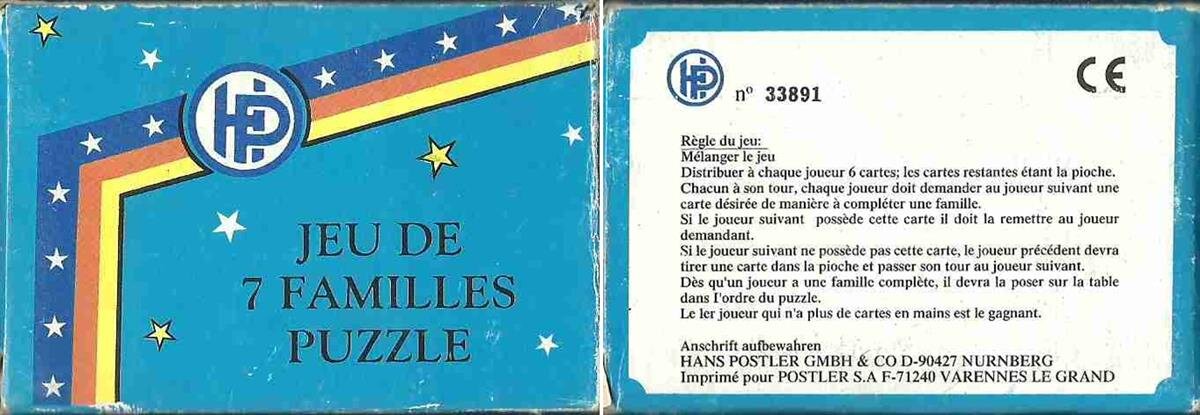 HPi
JEU DE
7 FAMILLES
PUZZLE
HPi
nº 33891
CE
Règle du jeu:
Mélanger le jeu
Distribuer à chaque joueur 6 cartes; les cartes restantes étant la pioche.
Chacun à son tour, chaque joueur doit demander au joueur suivant une
carte désirée de manière à compléter une famille.
Si le joueur suivant possède cette carte il doit la remettre au joueur
demandant.
Si le joueur suivant ne possède pas cette carte, le joueur précédent devra
tirer une carte dans la pioche et passer son tour au joueur suivant.
Dès qu'un joueur a une famille complète, il devra la poser sur la table
dans l'ordre du puzzle.
Le ler joueur qui n'a plus de cartes en mains est le gagnant.
Anschrift aufbewahren
HANS POSTLER GMBH & CO D-90427 NURNBERG
Imprimé pour POSTLER S.A F-71240 VARENNES LE GRAND